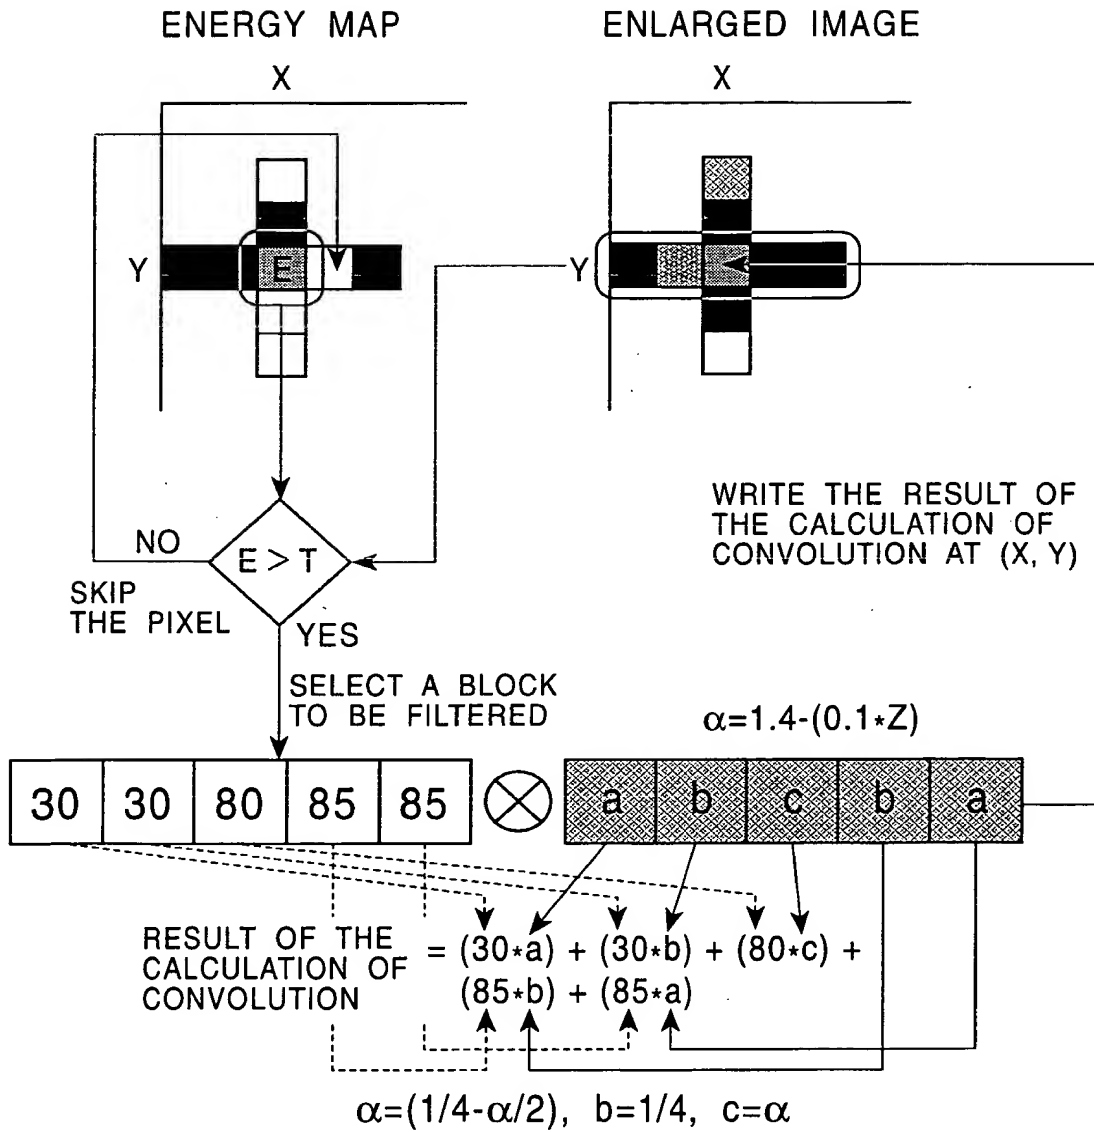 ENERGY MAP
ENLARGED IMAGE
X
X
Y
E
Y
WRITE THE RESULT OF
THE CALCULATION OF
CONVOLUTION AT (X, Y)
NO
E > T
SKIP
THE PIXEL
YES
SELECT A BLOCK
TO BE FILTERED
α=1.4-(0.1*Z)
30 30 80 85 85
a b c b a
RESULT OF THE
CALCULATION OF
CONVOLUTION
= (30*a) + (30*b) + (80*c) +
(85*b) + (85*a)
α=(1/4-α/2), b=1/4, c=α